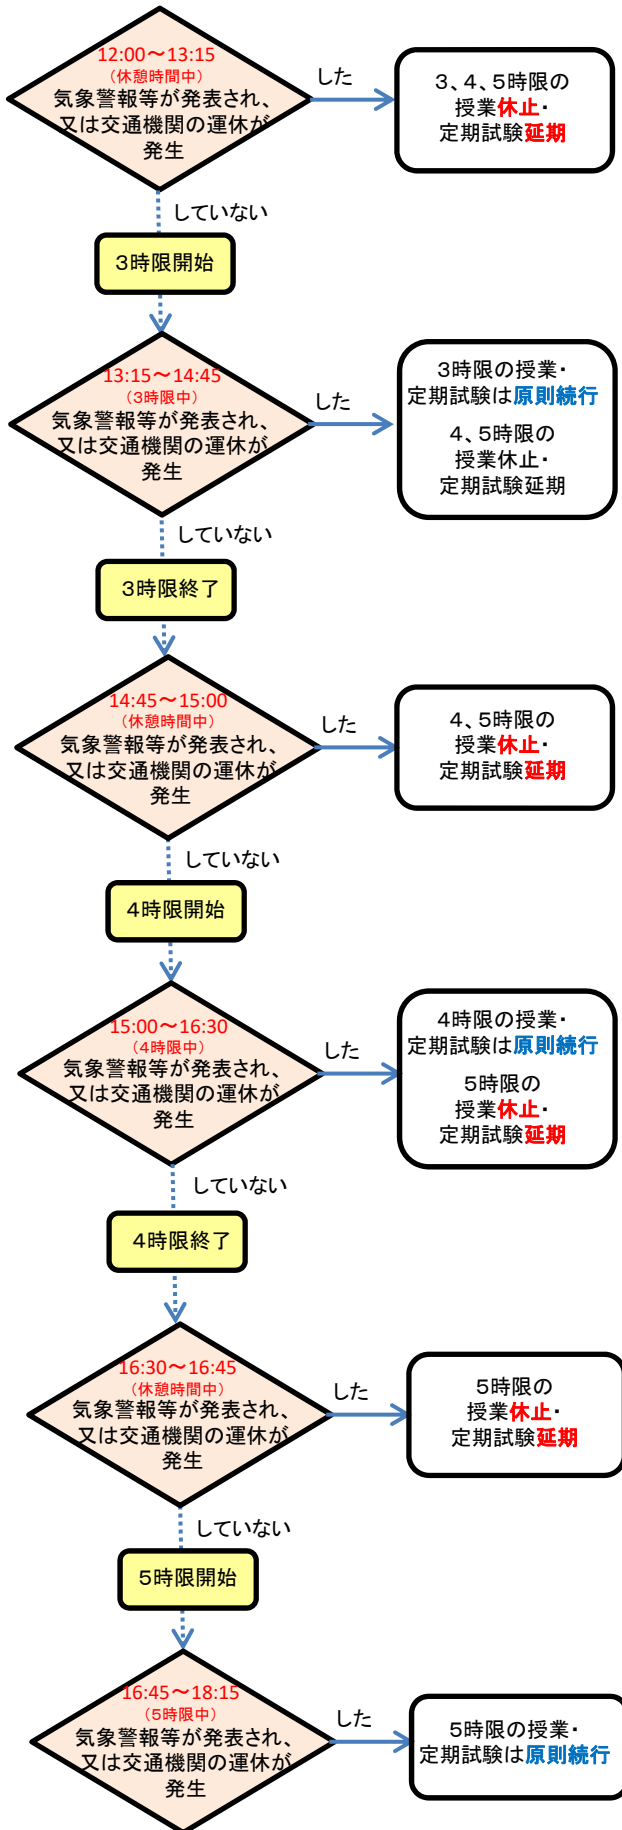 12:00～13:15
（休憩時間中）
気象警報等が発表され、
又は交通機関の運休が
発生
した
３、４、５時限の
授業休止・
定期試験延期
していない
３時限開始
13:15～14:45
（３時限中）
気象警報等が発表され、
又は交通機関の運休が
発生
した
３時限の授業・
定期試験は原則続行
４、５時限の
授業休止・
定期試験延期
していない
３時限終了
14:45～15:00
（休憩時間中）
気象警報等が発表され、
又は交通機関の運休が
発生
した
４、５時限の
授業休止・
定期試験延期
していない
４時限開始
15:00～16:30
（４時限中）
気象警報等が発表され、
又は交通機関の運休が
発生
した
４時限の授業・
定期試験は原則続行
５時限の
授業休止・
定期試験延期
していない
４時限終了
16:30～16:45
（休憩時間中）
気象警報等が発表され、
又は交通機関の運休が
発生
した
５時限の
授業休止・
定期試験延期
していない
５時限開始
16:45～18:15
（５時限中）
気象警報等が発表され、
又は交通機関の運休が
発生
した
５時限の授業・
定期試験は原則続行